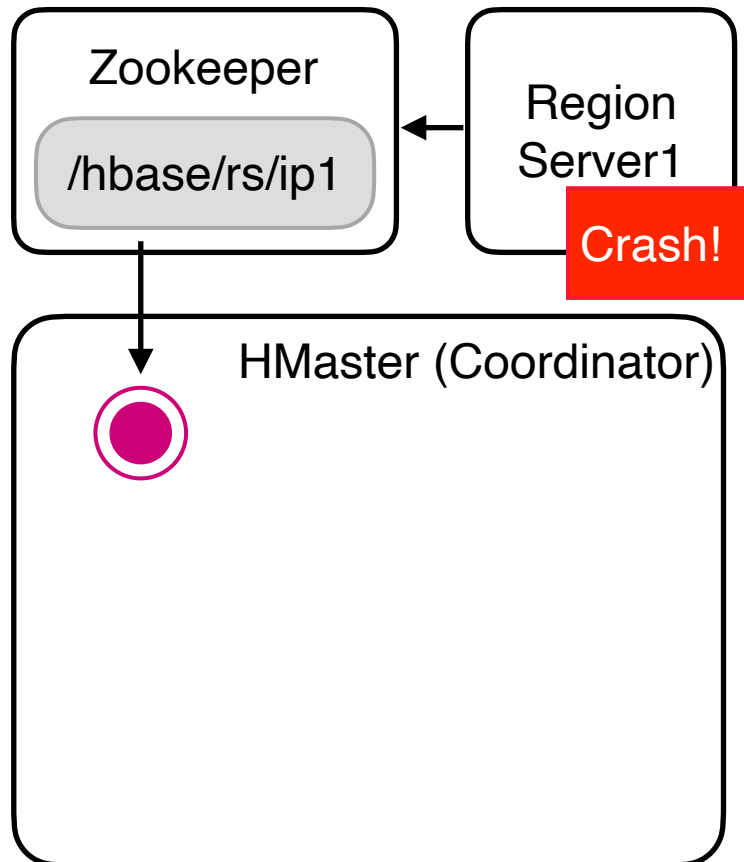 Zookeeper
/hbase/rs/ip1
Region
Server1
Crash!
HMaster (Coordinator)